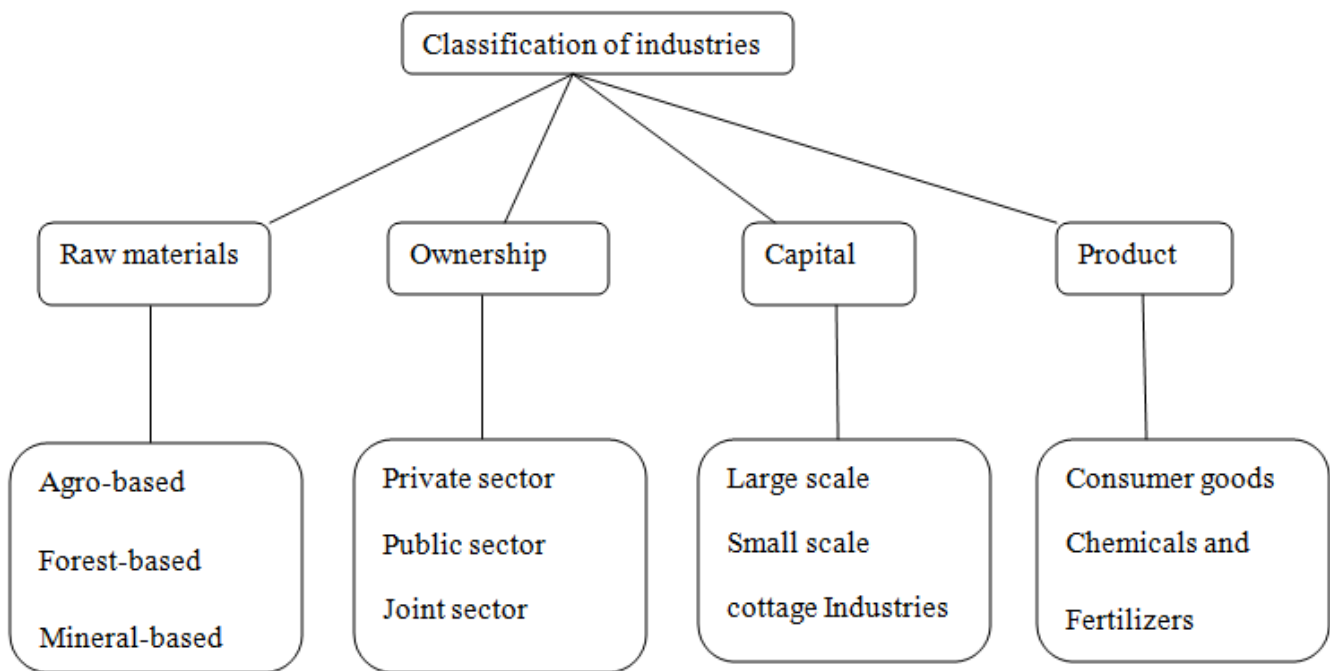 Classification of industries
Raw materials
Ownership
Capital
Product
Agro-based
Forest-based
Mineral-based
Private sector
Public sector
Joint sector
Large scale
Small scale
cottage Industries
Consumer goods
Chemicals and
Fertilizers